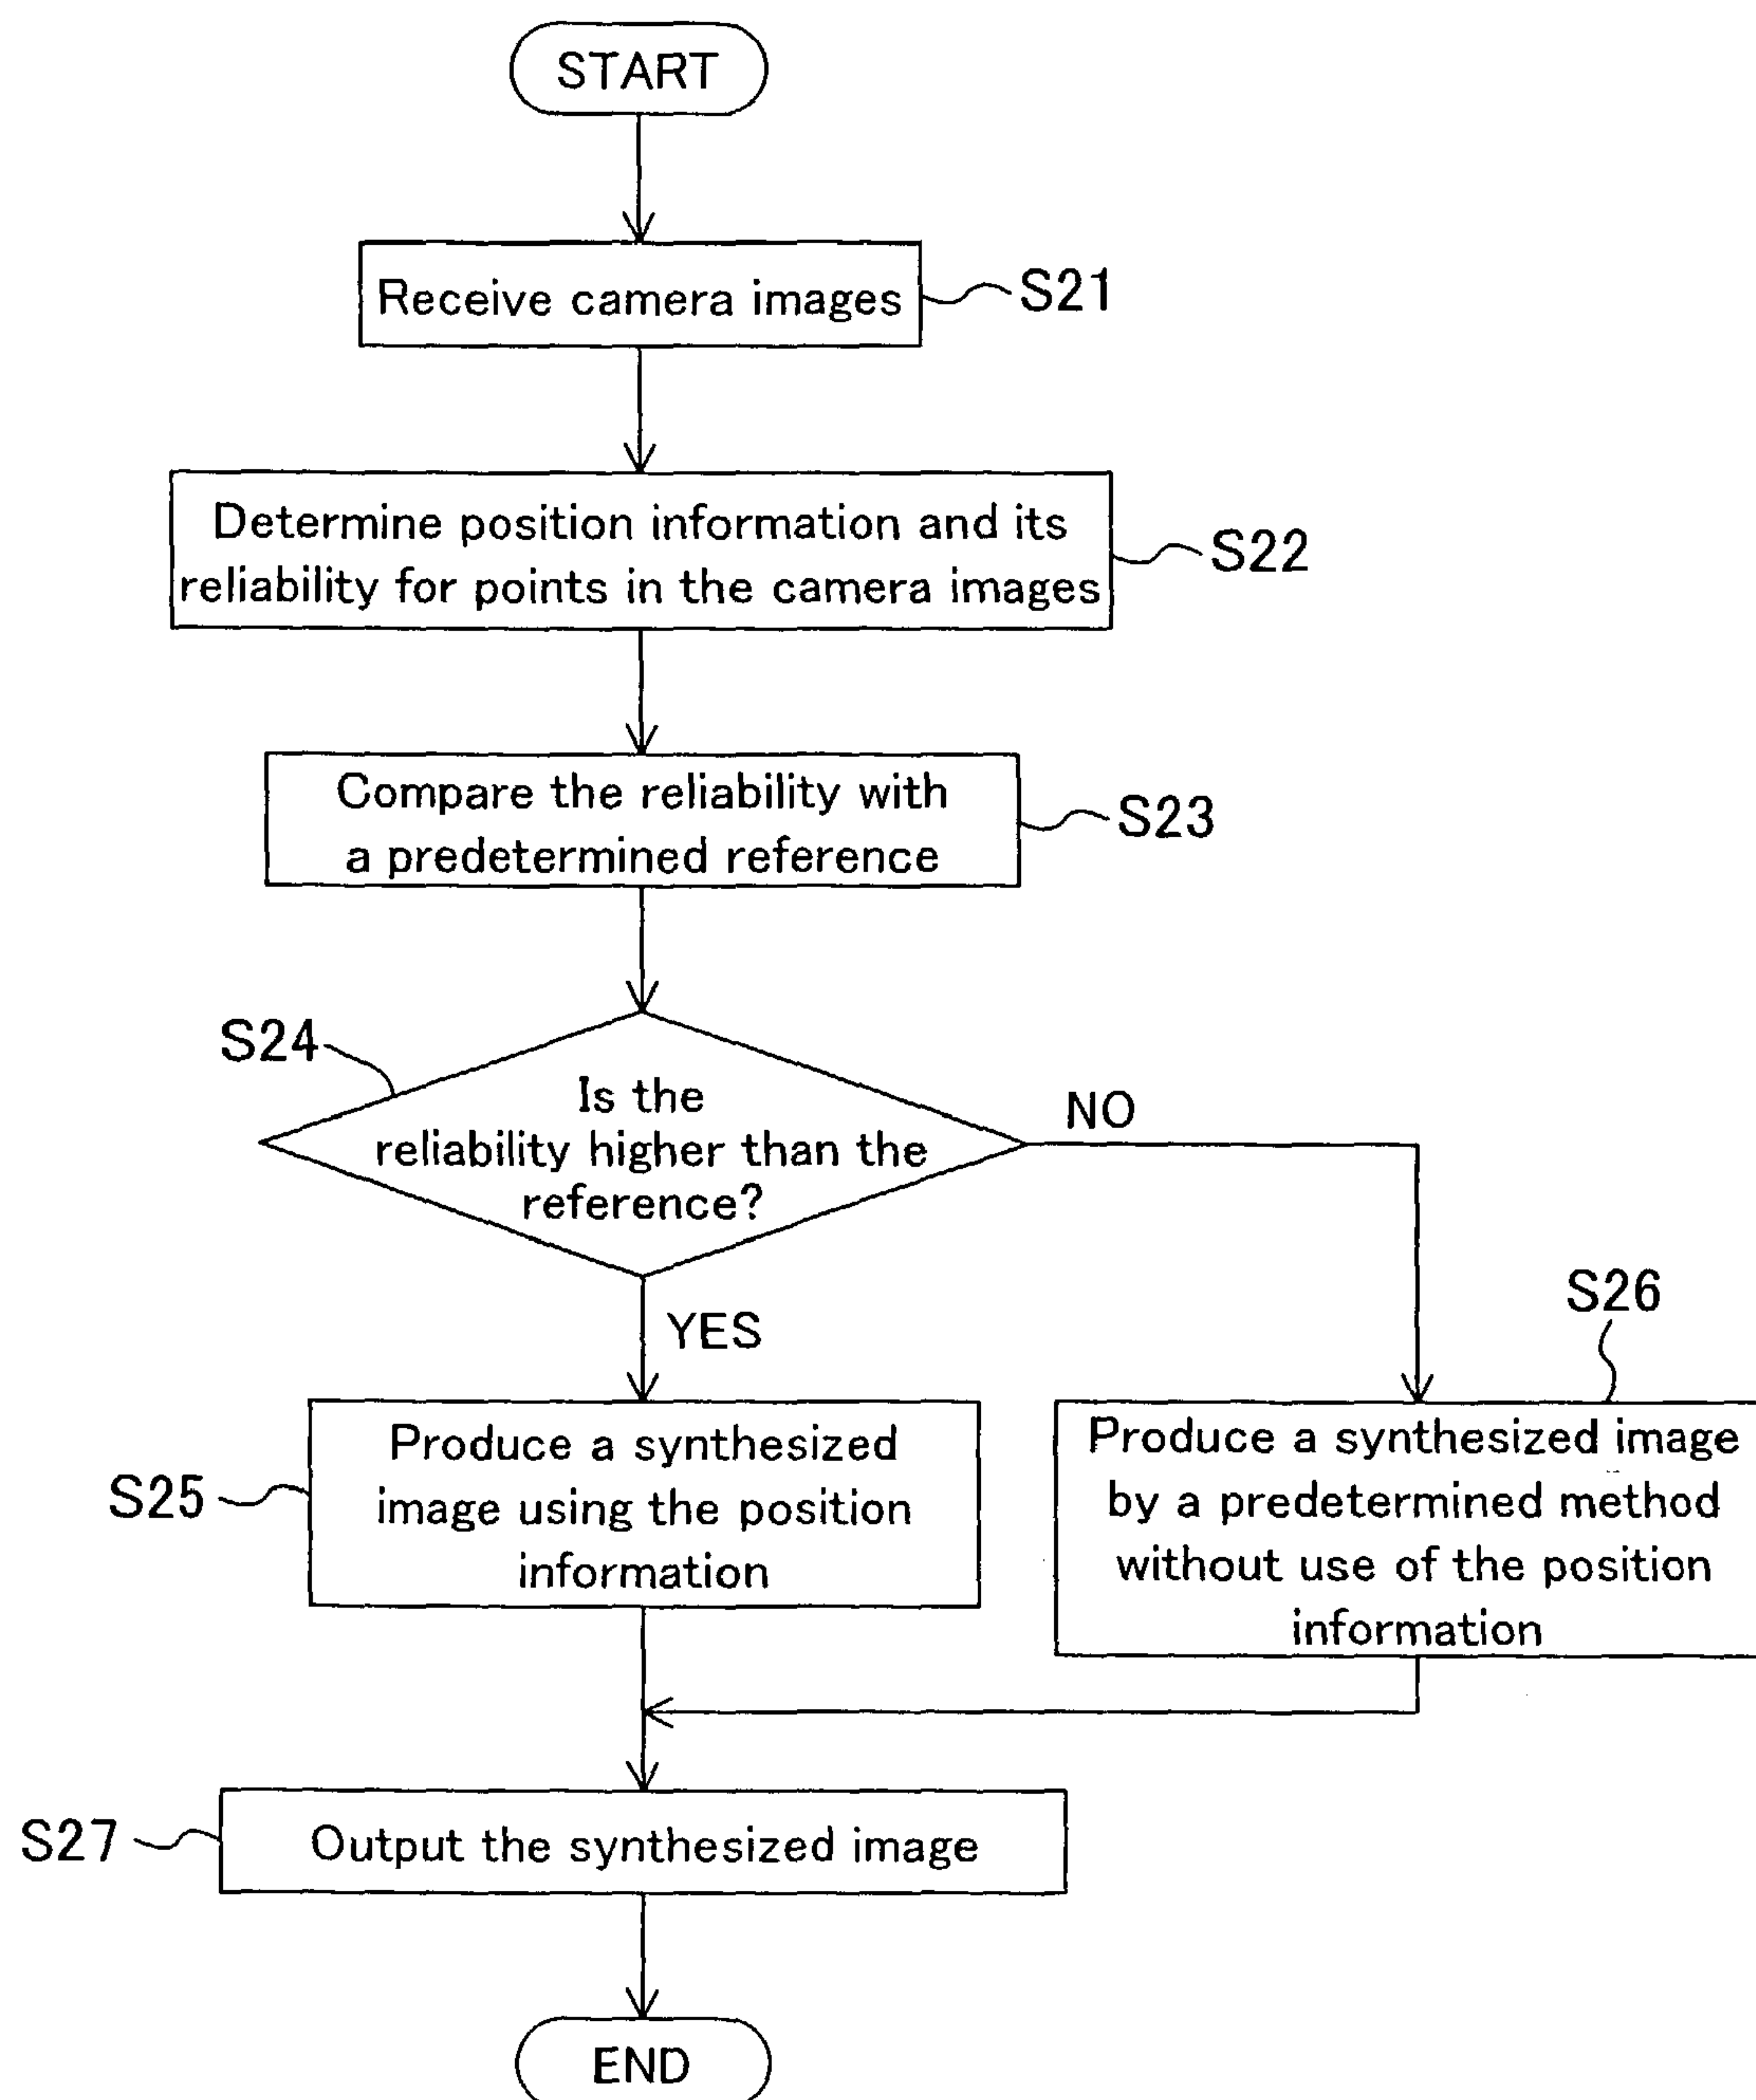 START
Receive camera images
S21
Determine position information and its
reliability for points in the camera images
S22
Compare the reliability with
a predetermined reference
S23
S24
Is the
reliability higher than the
reference?
NO
YES
S25
Produce a synthesized
image using the position
information
S26
Produce a synthesized image
by a predetermined method
without use of the position
information
S27
Output the synthesized image
END